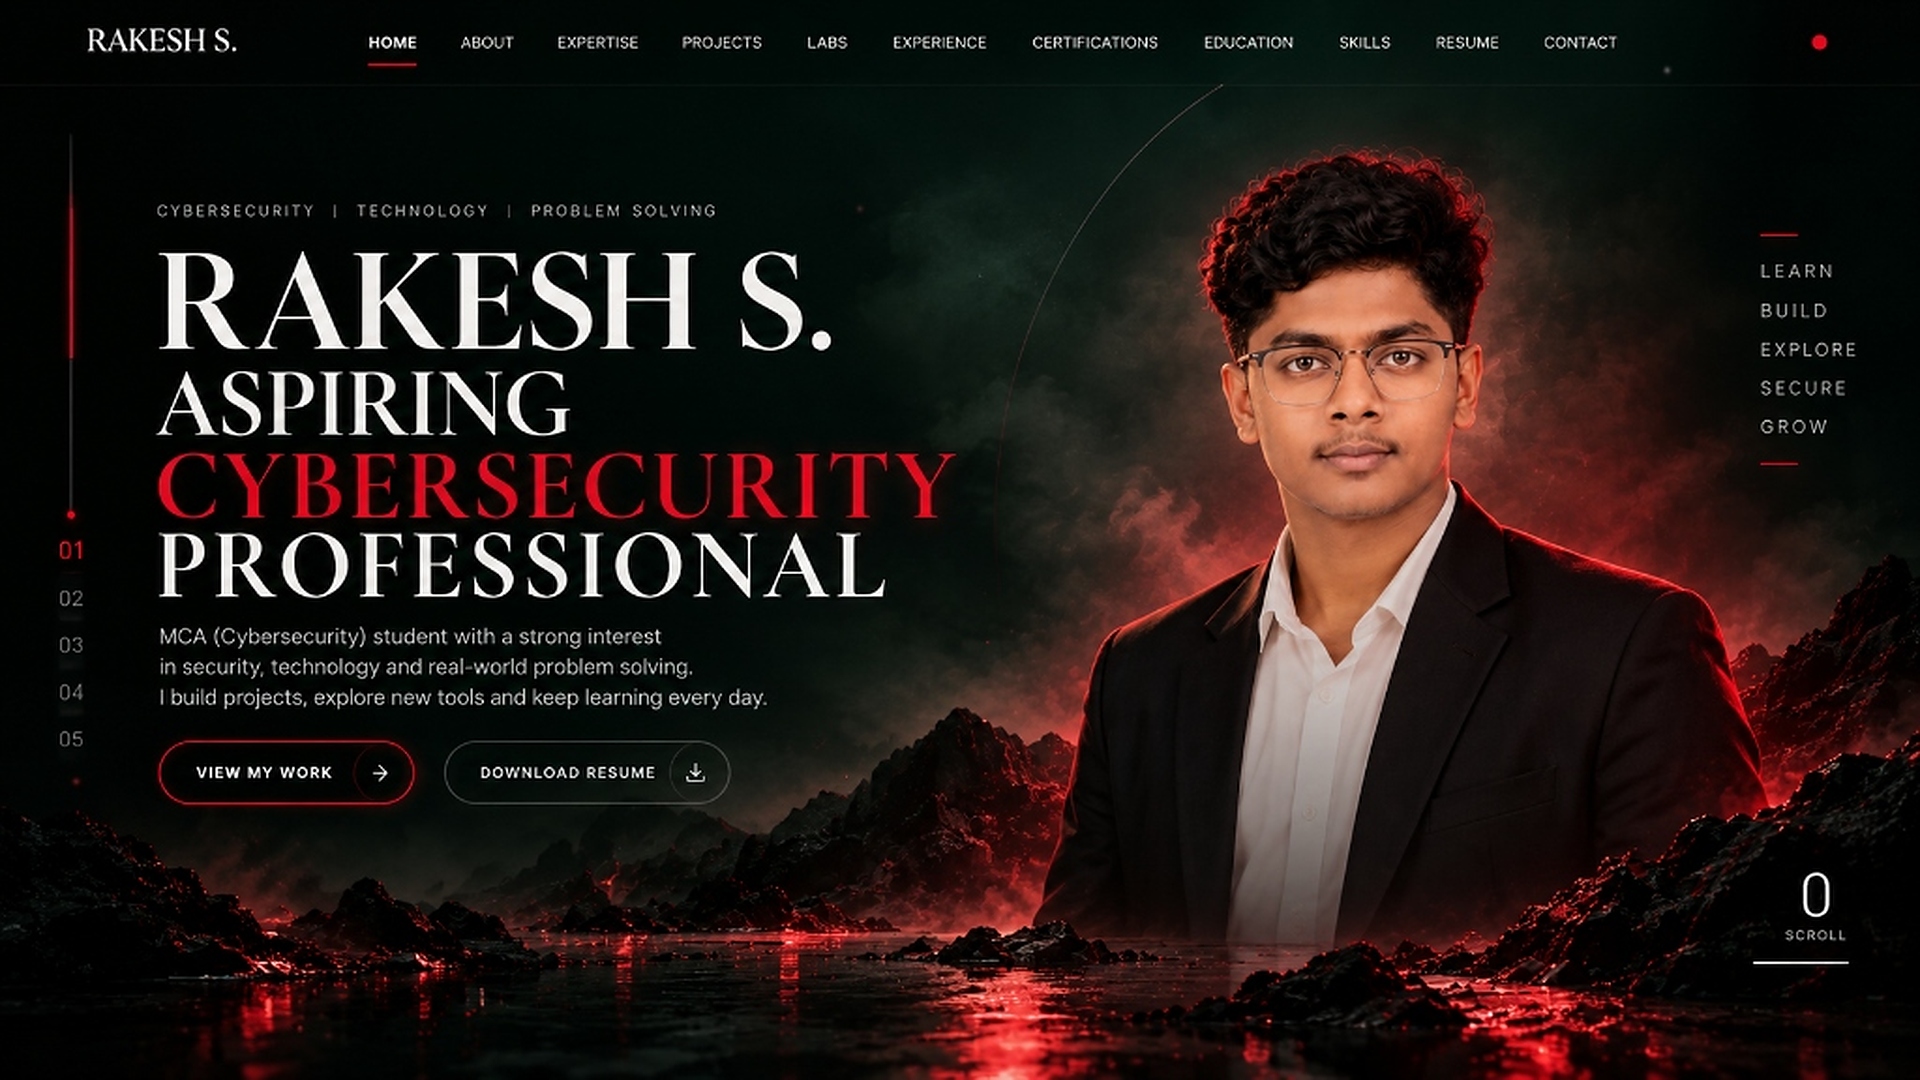 RAKESH S.
HOME ABOUT EXPERTISE PROJECTS LABS EXPERIENCE CERTIFICATIONS EDUCATION SKILLS RESUME CONTACT
CYBERSECURITY | TECHNOLOGY | PROBLEM SOLVING
RAKESH S.
ASPIRING
CYBERSECURITY
PROFESSIONAL
MCA (Cybersecurity) student with a strong interest
in security, technology and real-world problem solving.
I build projects, explore new tools and keep learning every day.
VIEW MY WORK
DOWNLOAD RESUME
01
02
03
04
05
LEARN
BUILD
EXPLORE
SECURE
GROW
0
SCROLL